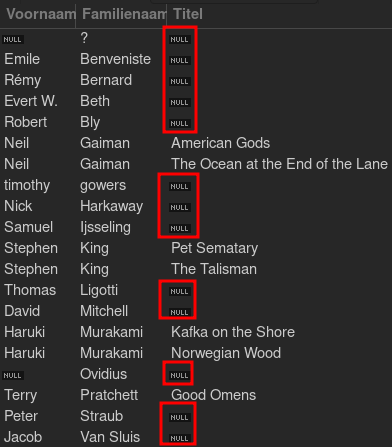 Voornaam Familienaam Titel
NULL ? NULL
Emile Benveniste NULL
Rémy Bernard NULL
Evert W. Beth NULL
Robert Bly NULL
Neil Gaiman American Gods
Neil Gaiman The Ocean at the End of the Lane
timothy gowers NULL
Nick Harkaway NULL
Samuel Ijsseling NULL
Stephen King Pet Sematary
Stephen King The Talisman
Thomas Ligotti NULL
David Mitchell NULL
Haruki Murakami Kafka on the Shore
Haruki Murakami Norwegian Wood
NULL Ovidius NULL
Terry Pratchett Good Omens
Peter Straub NULL
Jacob Van Sluis NULL